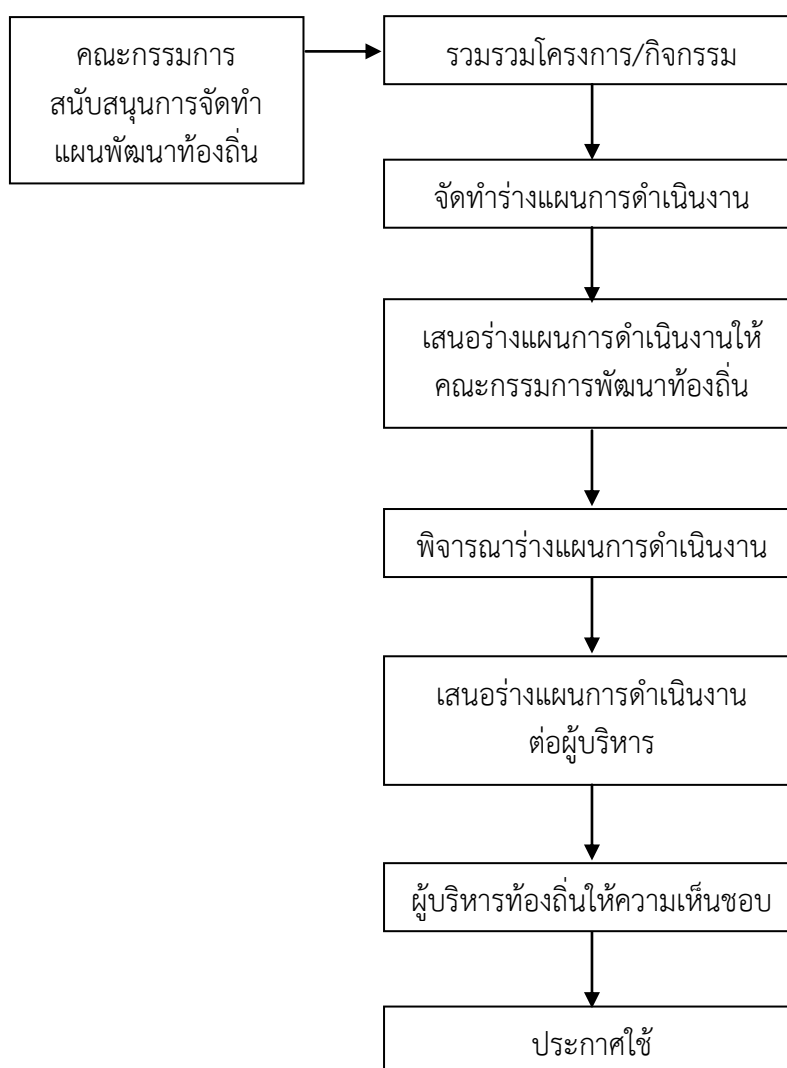 คณะกรรมการ
สนับสนุนการจัดทำ
แผนพัฒนาท้องถิ่น
รวมรวมโครงการ/กิจกรรม
จัดทำร่างแผนการดำเนินงาน
เสนอร่างแผนการดำเนินงานให้
คณะกรรมการพัฒนาท้องถิ่น
พิจารณาร่างแผนการดำเนินงาน
เสนอร่างแผนการดำเนินงาน
ต่อผู้บริหาร
ผู้บริหารท้องถิ่นให้ความเห็นชอบ
ประกาศใช้